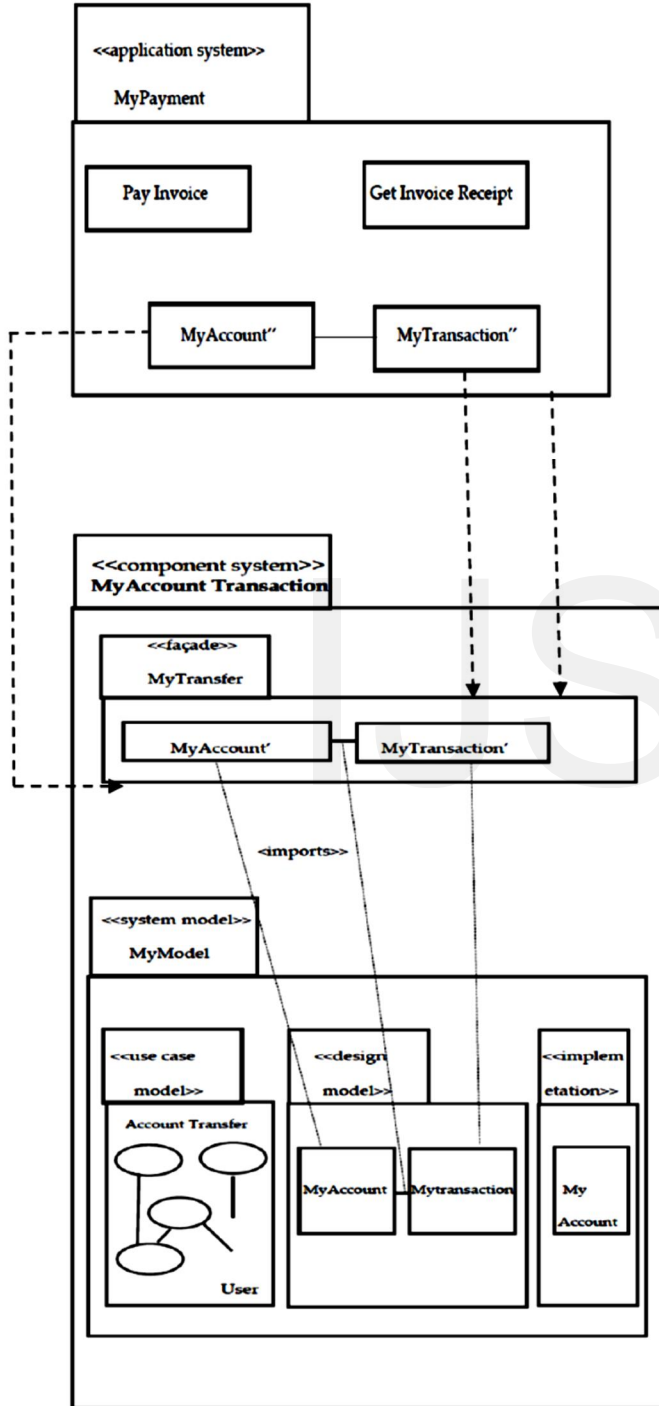 <<application system>>
MyPayment
Pay Invoice
Get Invoice Receipt
MyAccount’’
MyTransaction’’
<<component system>>
MyAccount Transaction
<<façade>>
MyTransfer
MyAccount’
MyTransaction’
<imports>>
<<system model>>
MyModel
<<use case
model>>
<<design
model>>
<<implem
etation>>
Account Transfer
User
MyAccount
Mytransaction
My
Account
IJS